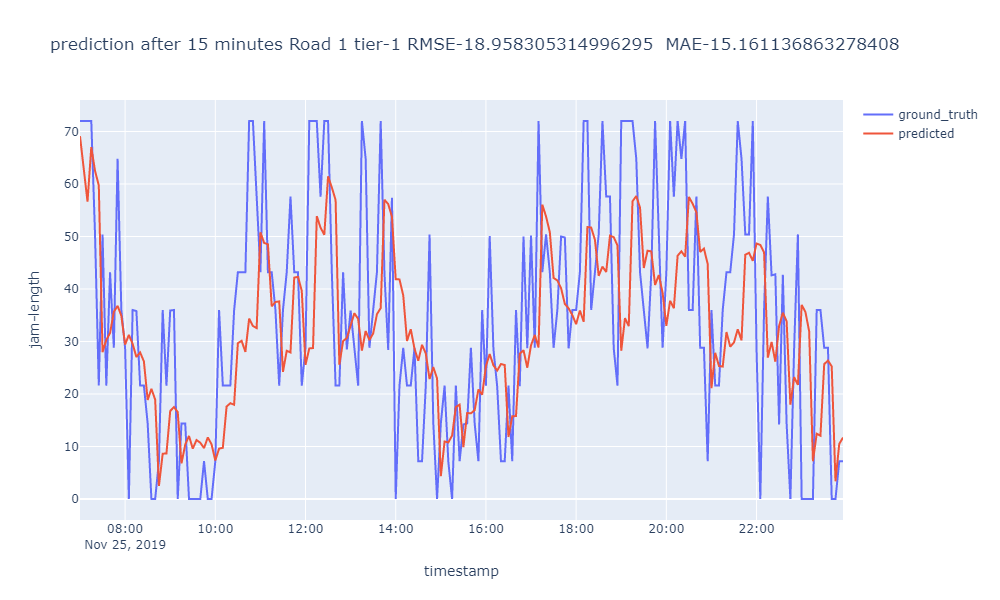 prediction after 15 minutes Road 1 tier-1 RMSE-18.958305314996295  MAE-15.161136863278408
ground_truth
predicted
70
60
50
40
30
20
10
0
jam-length
08:00 10:00 12:00 14:00 16:00 18:00 20:00 22:00
Nov 25, 2019
timestamp